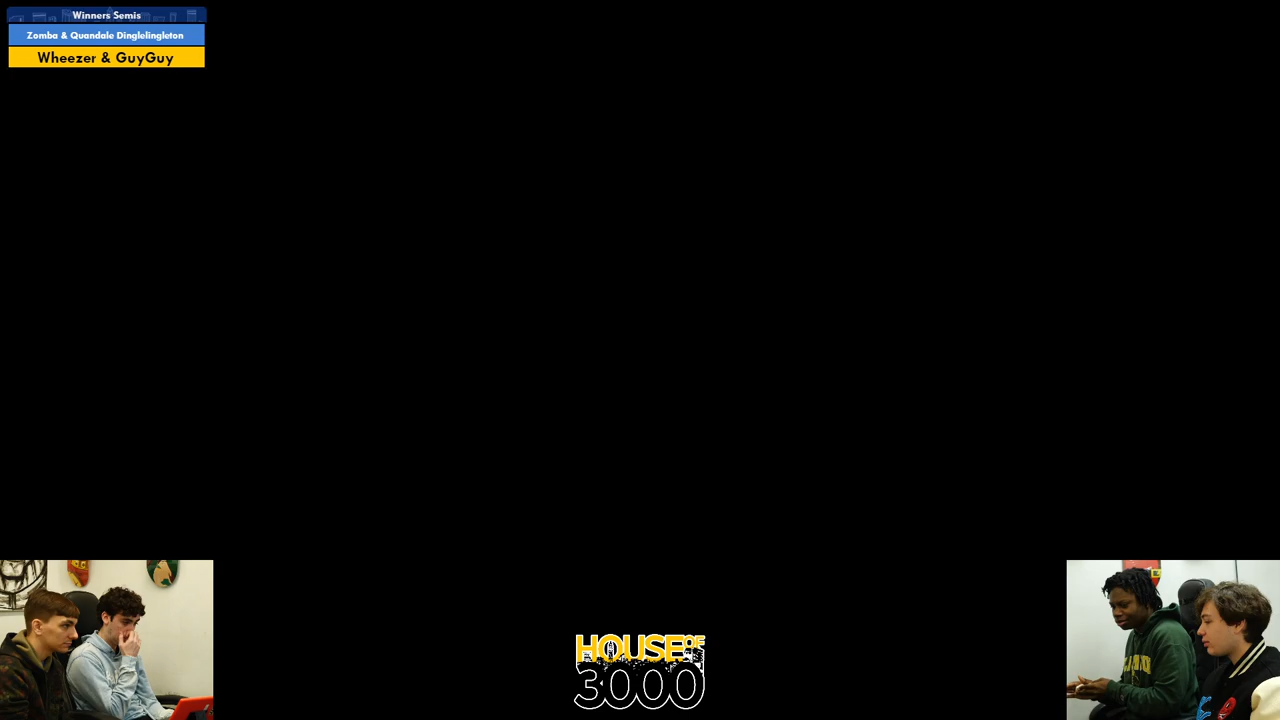 Winners Semis
Zomba & Quandale Dinglelingleton
Wheezer & GuyGuy
HOUSE OF
3000